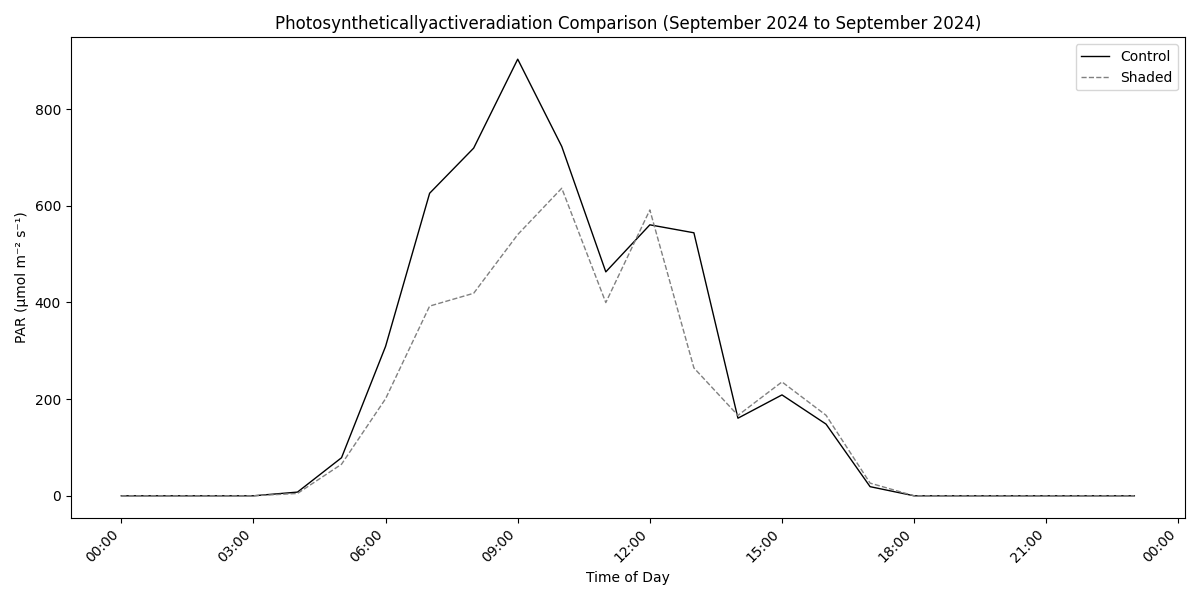 Photosyntheticallyactiveradiation Comparison (September 2024 to September 2024)
Control
Shaded
800
600
400
200
0
PAR (μmol m⁻² s⁻¹)
00:00
03:00
06:00
09:00
12:00
15:00
18:00
21:00
00:00
Time of Day